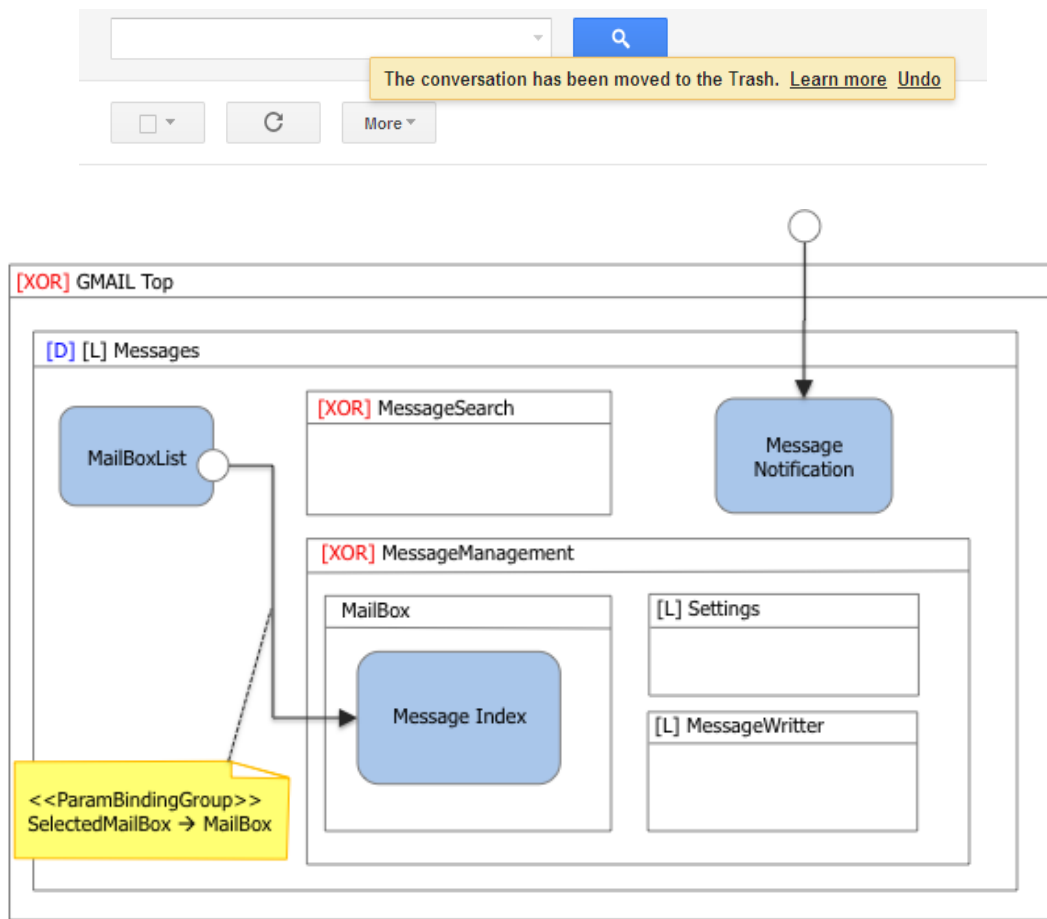 The conversation has been moved to the Trash. Learn more Undo
More
[XOR] GMAIL Top
[D] [L] Messages
MailBoxList
[XOR] MessageSearch
Message
Notification
[XOR] MessageManagement
MailBox
[L] Settings
Message Index
[L] MessageWritter
<<ParamBindingGroup>>
SelectedMailBox → MailBox